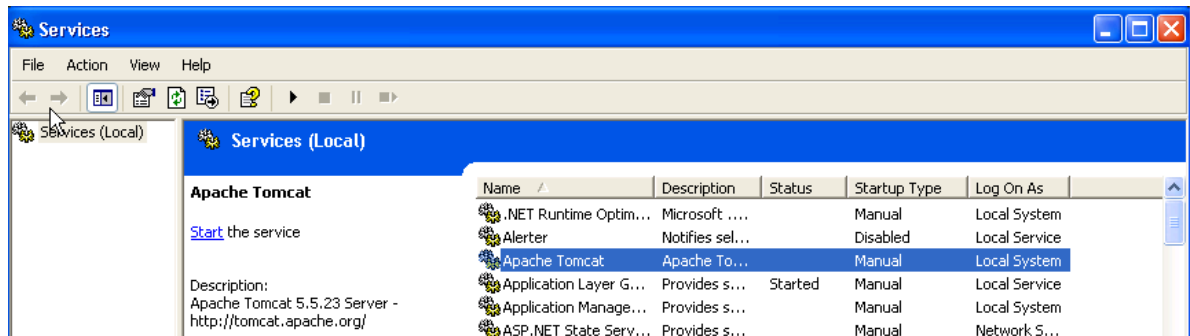 Services
File Action View Help
Services (Local)
Services (Local)
Apache Tomcat
Start the service
Description:
Apache Tomcat 5.5.23 Server -
http://tomcat.apache.org/
Name Description Status Startup Type Log On As
.NET Runtime Optim... Microsoft .... Manual Local System
Alerter Notifies sel... Disabled Local Service
Apache Tomcat Apache To... Manual Local System
Application Layer G... Provides s... Started Manual Local Service
Application Manage... Provides s... Manual Local System
ASP.NET State Serv... Provides s... Manual Network S...